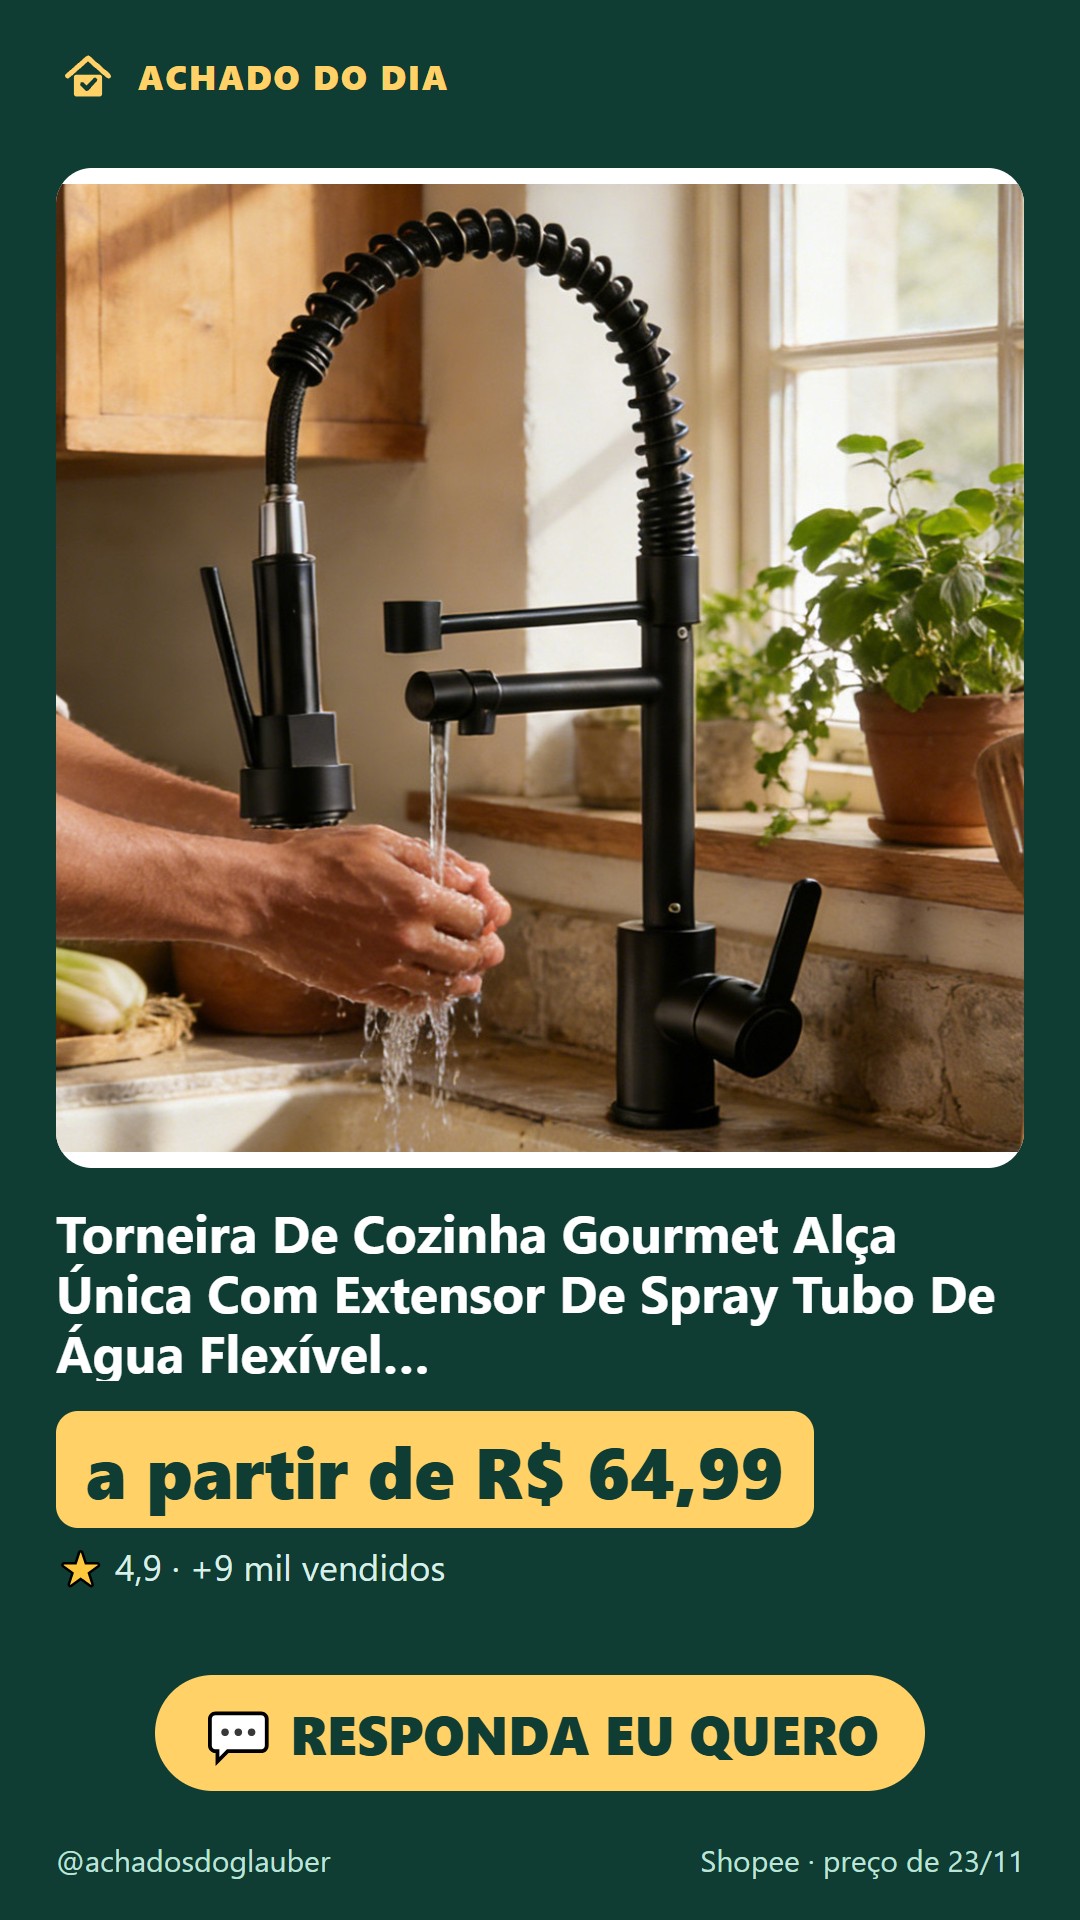 ACHADO DO DIA
Torneira De Cozinha Gourmet Alça
Única Com Extensor De Spray Tubo De
Água Flexível...
a partir de R$ 64,99
4,9 · +9 mil vendidos
RESPONDA EU QUERO
@achadosdoglauber
Shopee · preço de 23/11